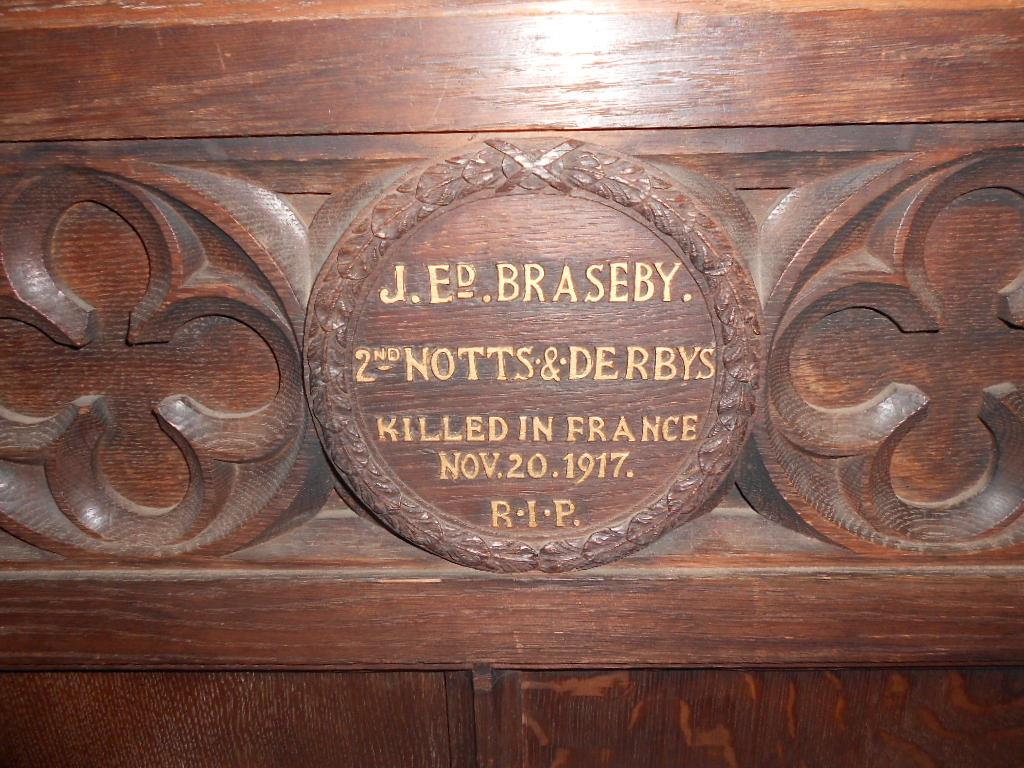 J. ED. BRASEBY.
2ND NOTTS·&·DERBYS
KILLED IN FRANCE
NOV. 20. 1917.
R·I·P.